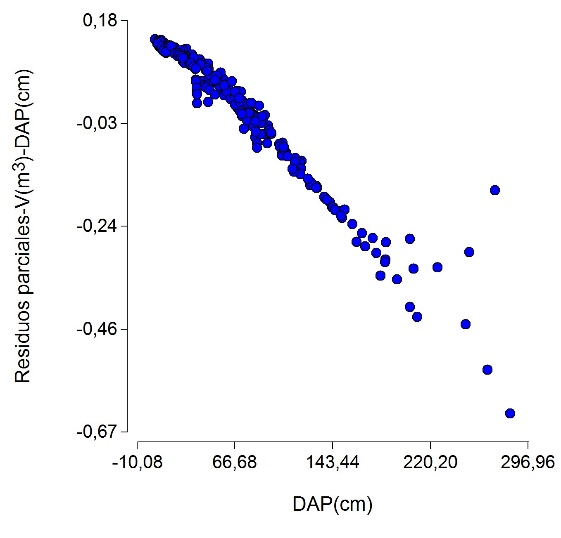 0,18
-0,03
-0,24
-0,46
-0,67
Residuos parciales-V(m³)-DAP(cm)
-10,08 66,68 143,44 220,20 296,96
DAP(cm)